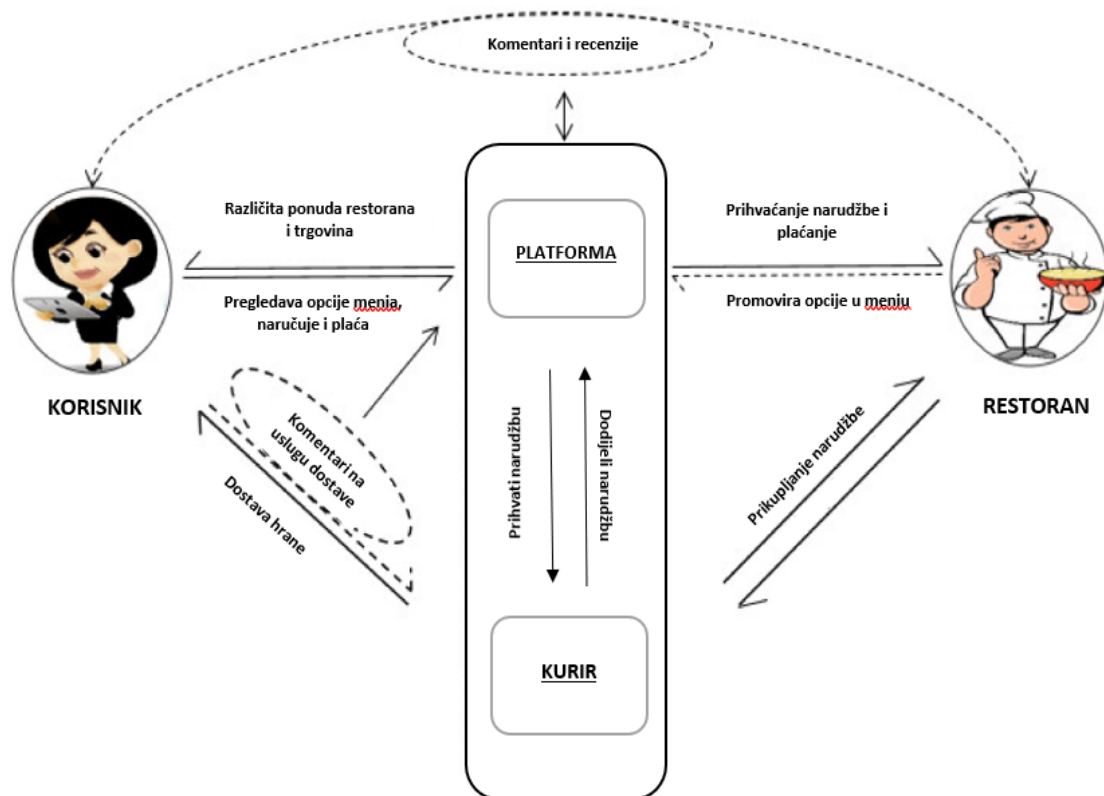 Komentari i recenzije
Različita ponuda restorana
i trgovina
Prihvaćanje narudžbe i
plaćanje
PLATFORMA
Pregledava opcije menia,
naručuje i plaća
Promovira opcije u meniu
KORISNIK
RESTORAN
Komentari na
uslugu dostave
Dostava hrane
Prihvati narudžbu
Dodijeli narudžbu
Prikupljanje narudžbe
KURIR